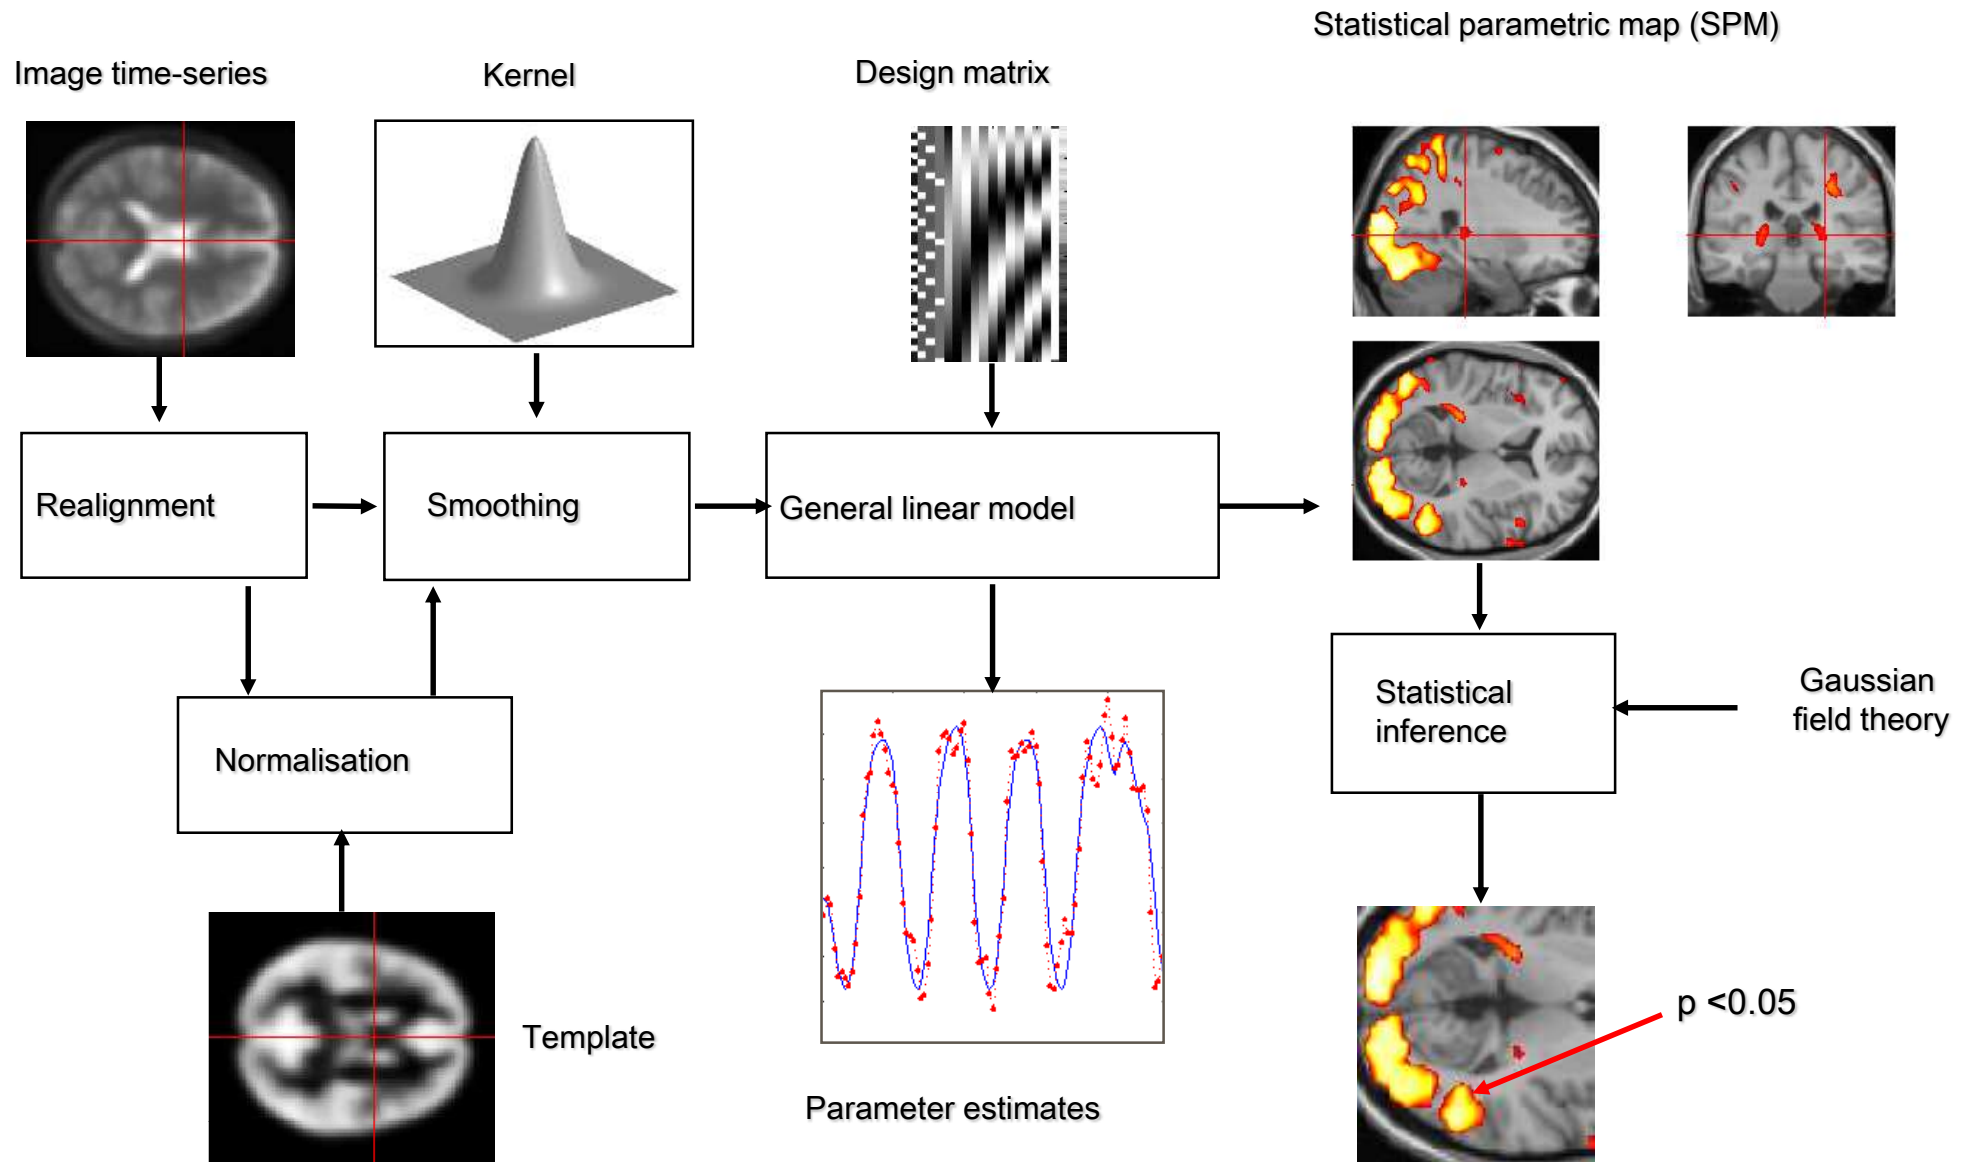 Statistical parametric map (SPM)
Image time-series
Kernel
Design matrix
Realignment
Smoothing
General linear model
Statistical
inference
Gaussian
field theory
Normalisation
Template
Parameter estimates
p <0.05